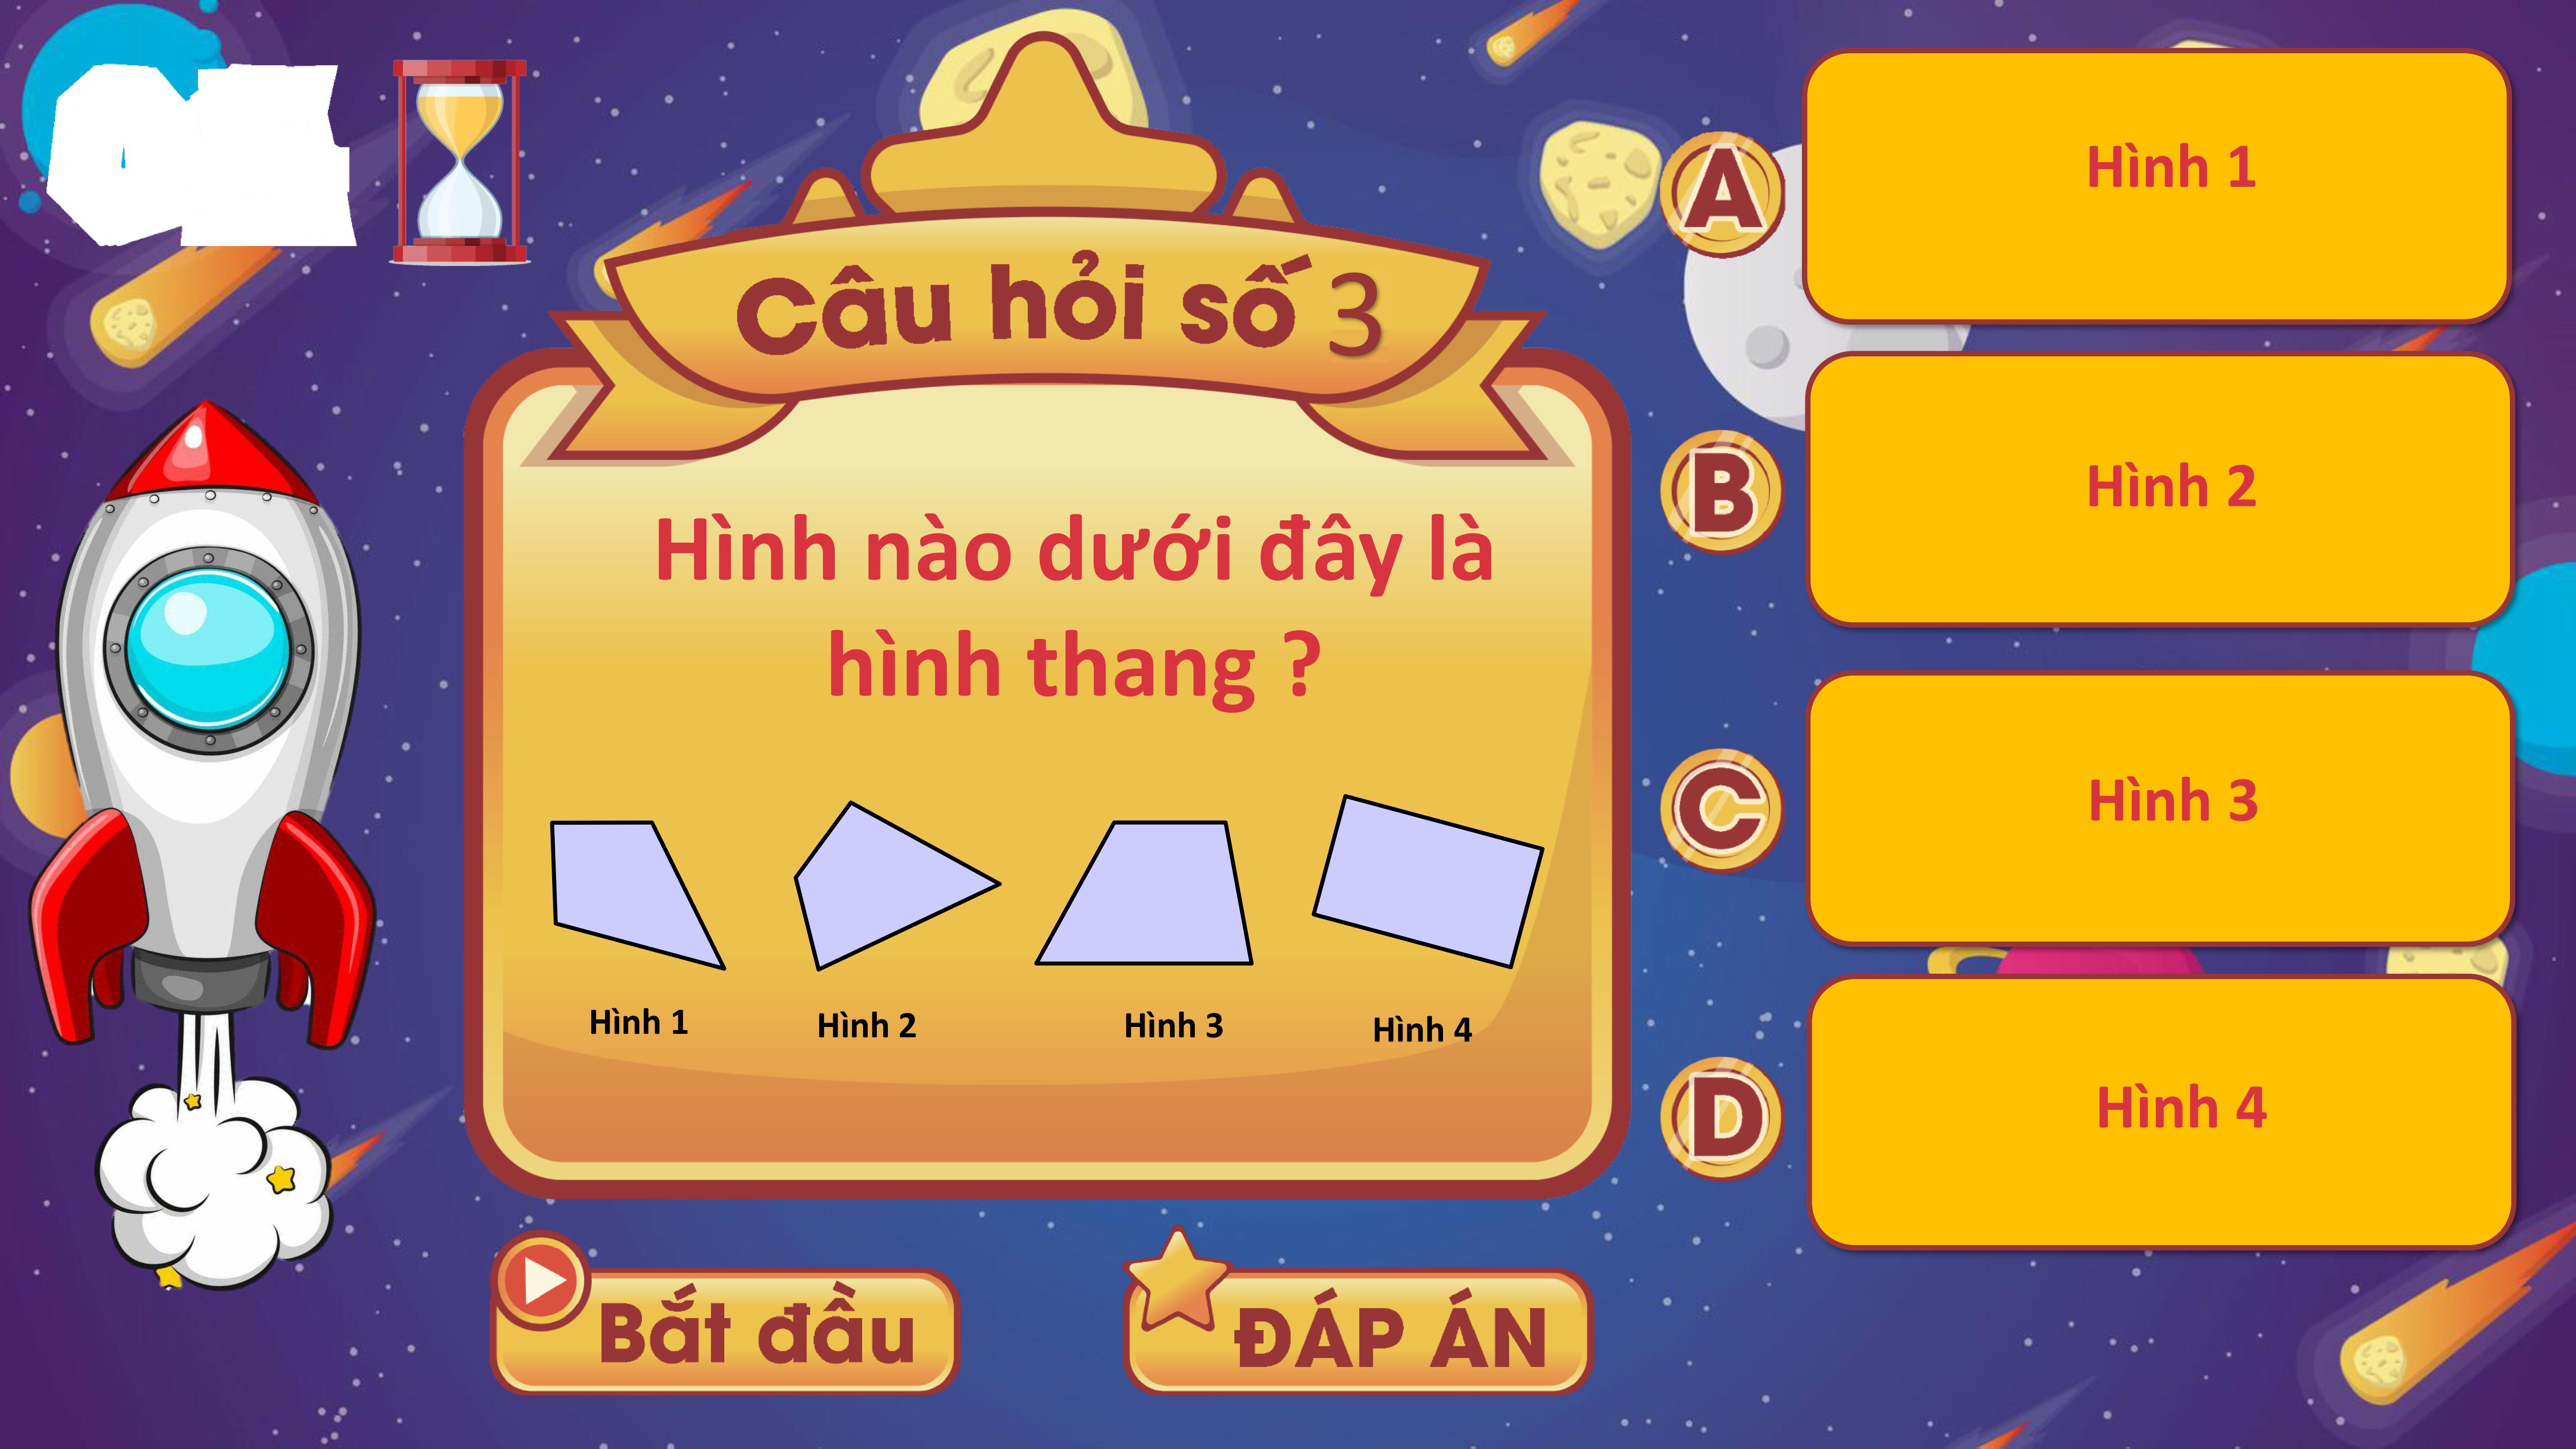 Câu hỏi số 3
Hình nào dưới đây là
hình thang ?
Hình 1
Hình 2
Hình 3
Hình 4
A
Hình 1
B
Hình 2
C
Hình 3
D
Hình 4
Bắt đầu
ĐÁP ÁN